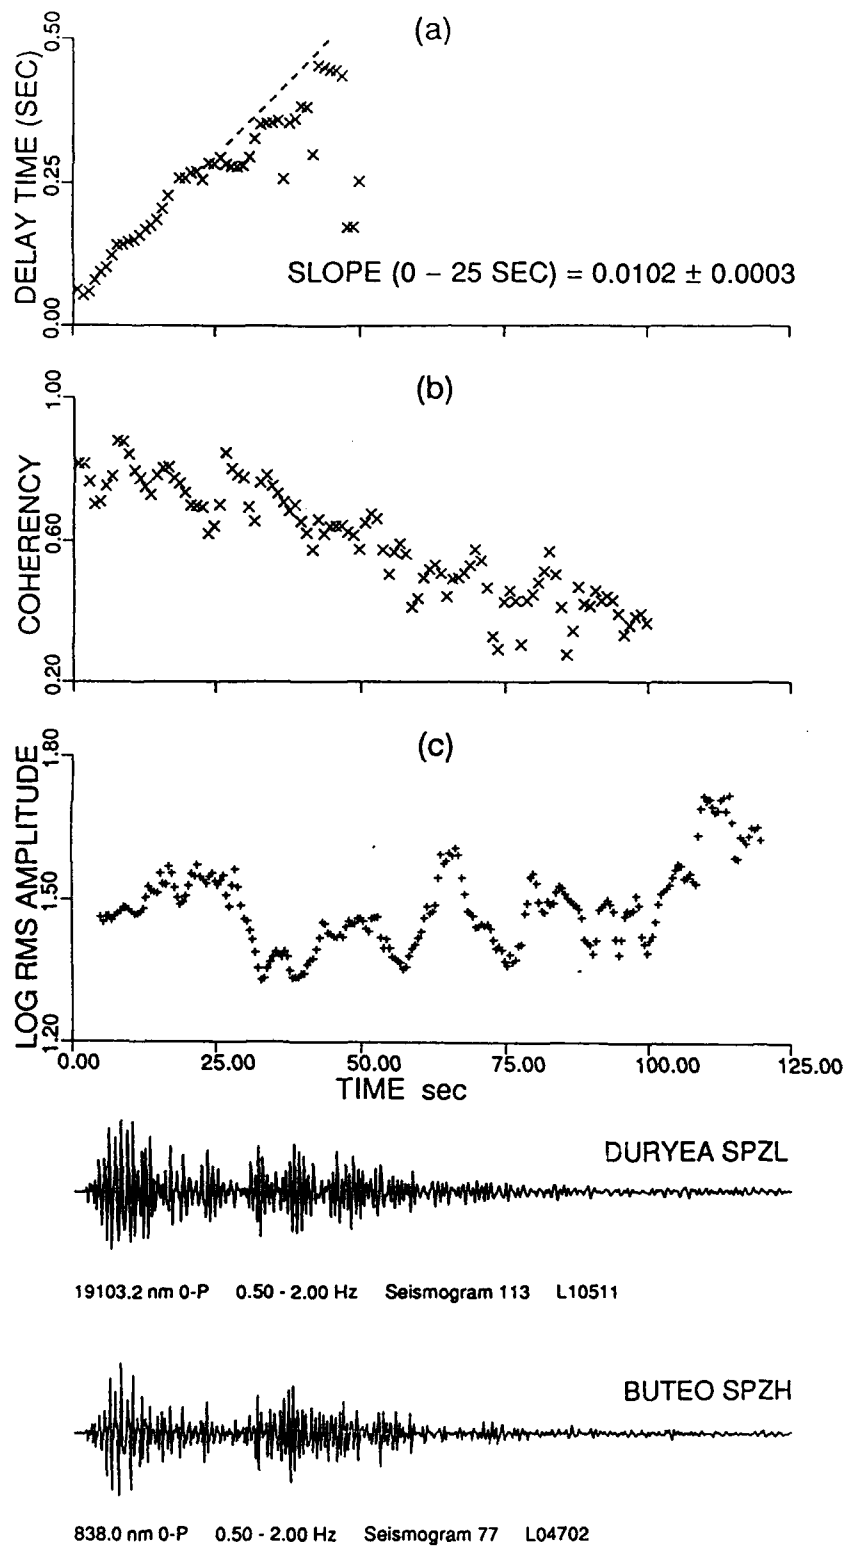 (a)
DELAY TIME (SEC)
0.50
0.25
0.00
SLOPE (0 – 25 SEC) = 0.0102 ± 0.0003
(b)
COHERENCY
1.00
0.60
0.20
(c)
LOG RMS AMPLITUDE
1.80
1.50
1.20
0.00 25.00 50.00 75.00 100.00 125.00
TIME sec
DURYEA SPZL
19103.2 nm 0-P 0.50 - 2.00 Hz Seismogram 113 L10511
BUTEO SPZH
838.0 nm 0-P 0.50 - 2.00 Hz Seismogram 77 L04702